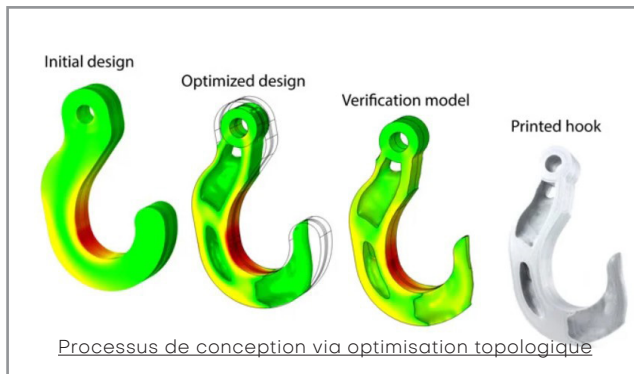 Initial design
Optimized design
Verification model
Printed hook
Processus de conception via optimisation topologique